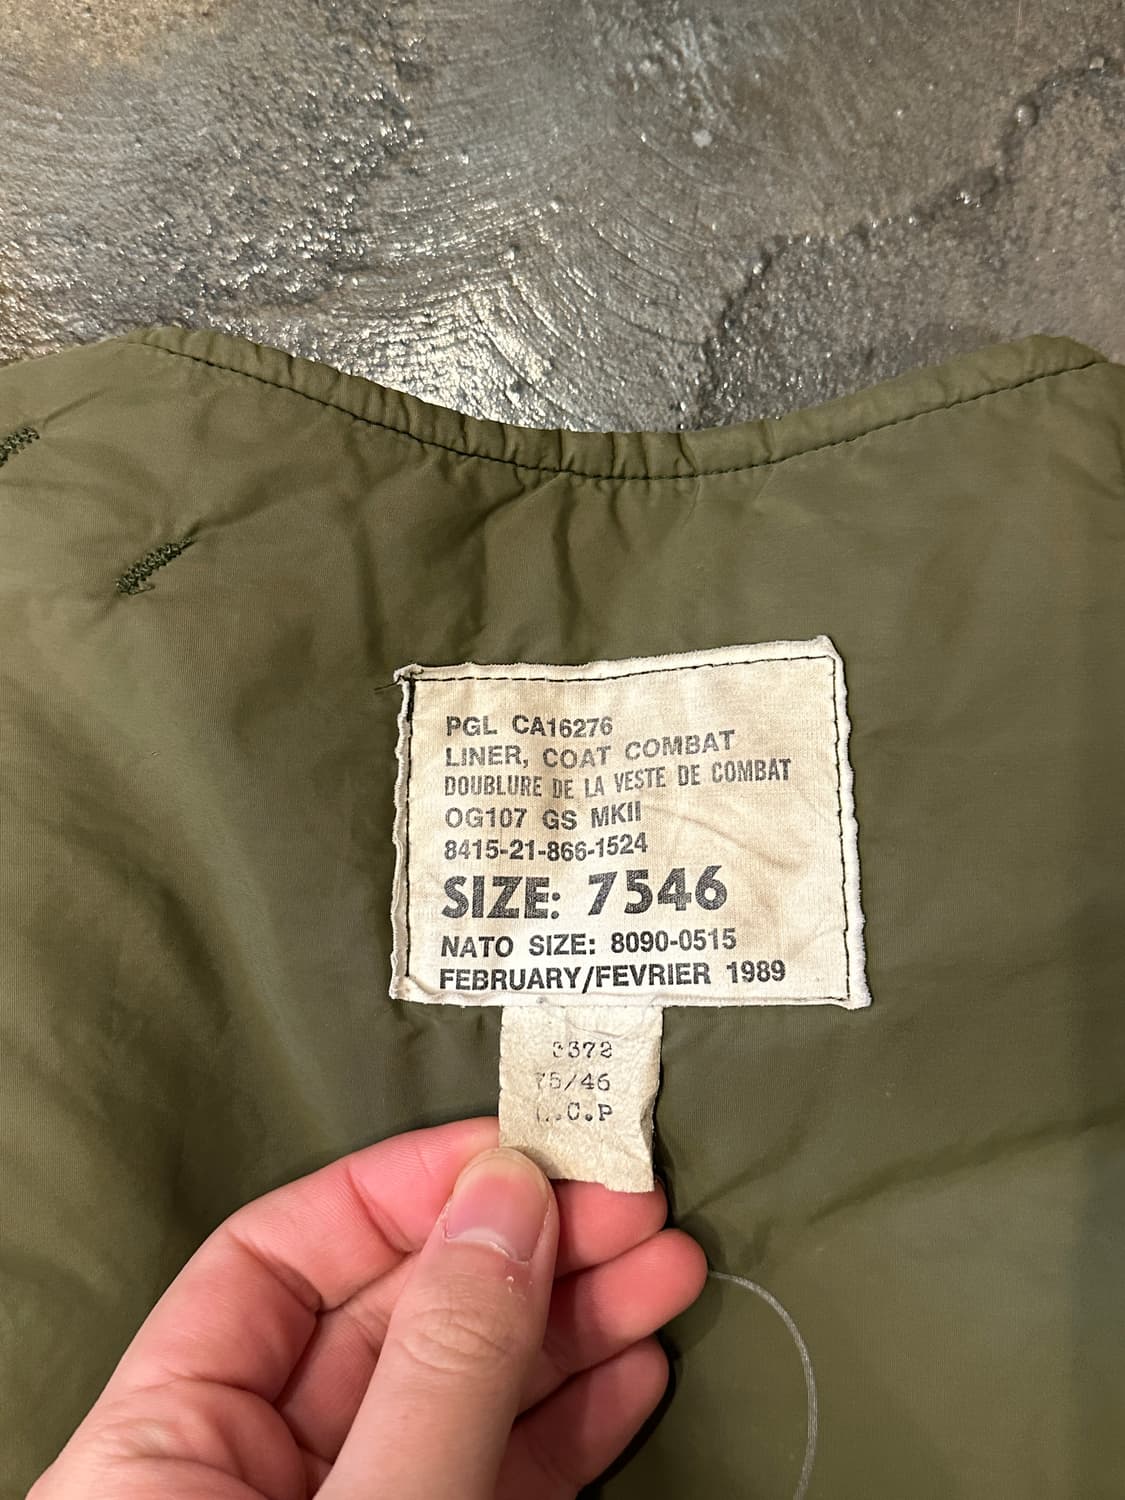 PGL CA16276
LINER, COAT COMBAT
DOUBLURE DE LA VESTE DE COMBAT
OG107 GS MKII
8415-21-866-1524
SIZE: 7546
NATO SIZE: 8090-0515
FEBRUARY/FEVRIER 1989
75/46